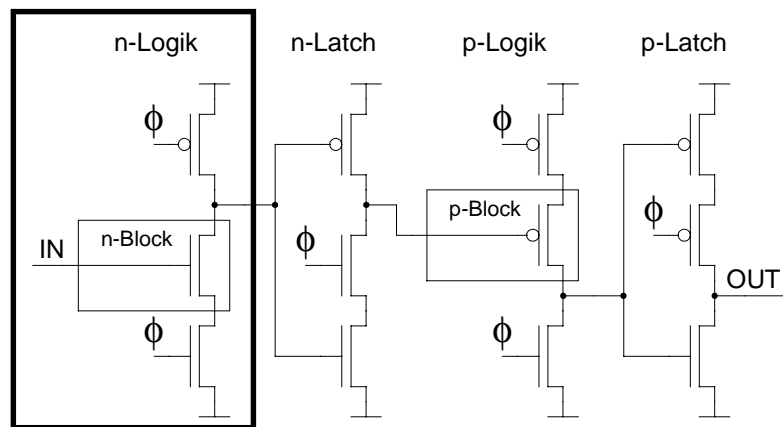 n-Logik n-Latch p-Logik p-Latch
ϕ ϕ
p-Block
n-Block ϕ ϕ
IN
OUT
ϕ ϕ